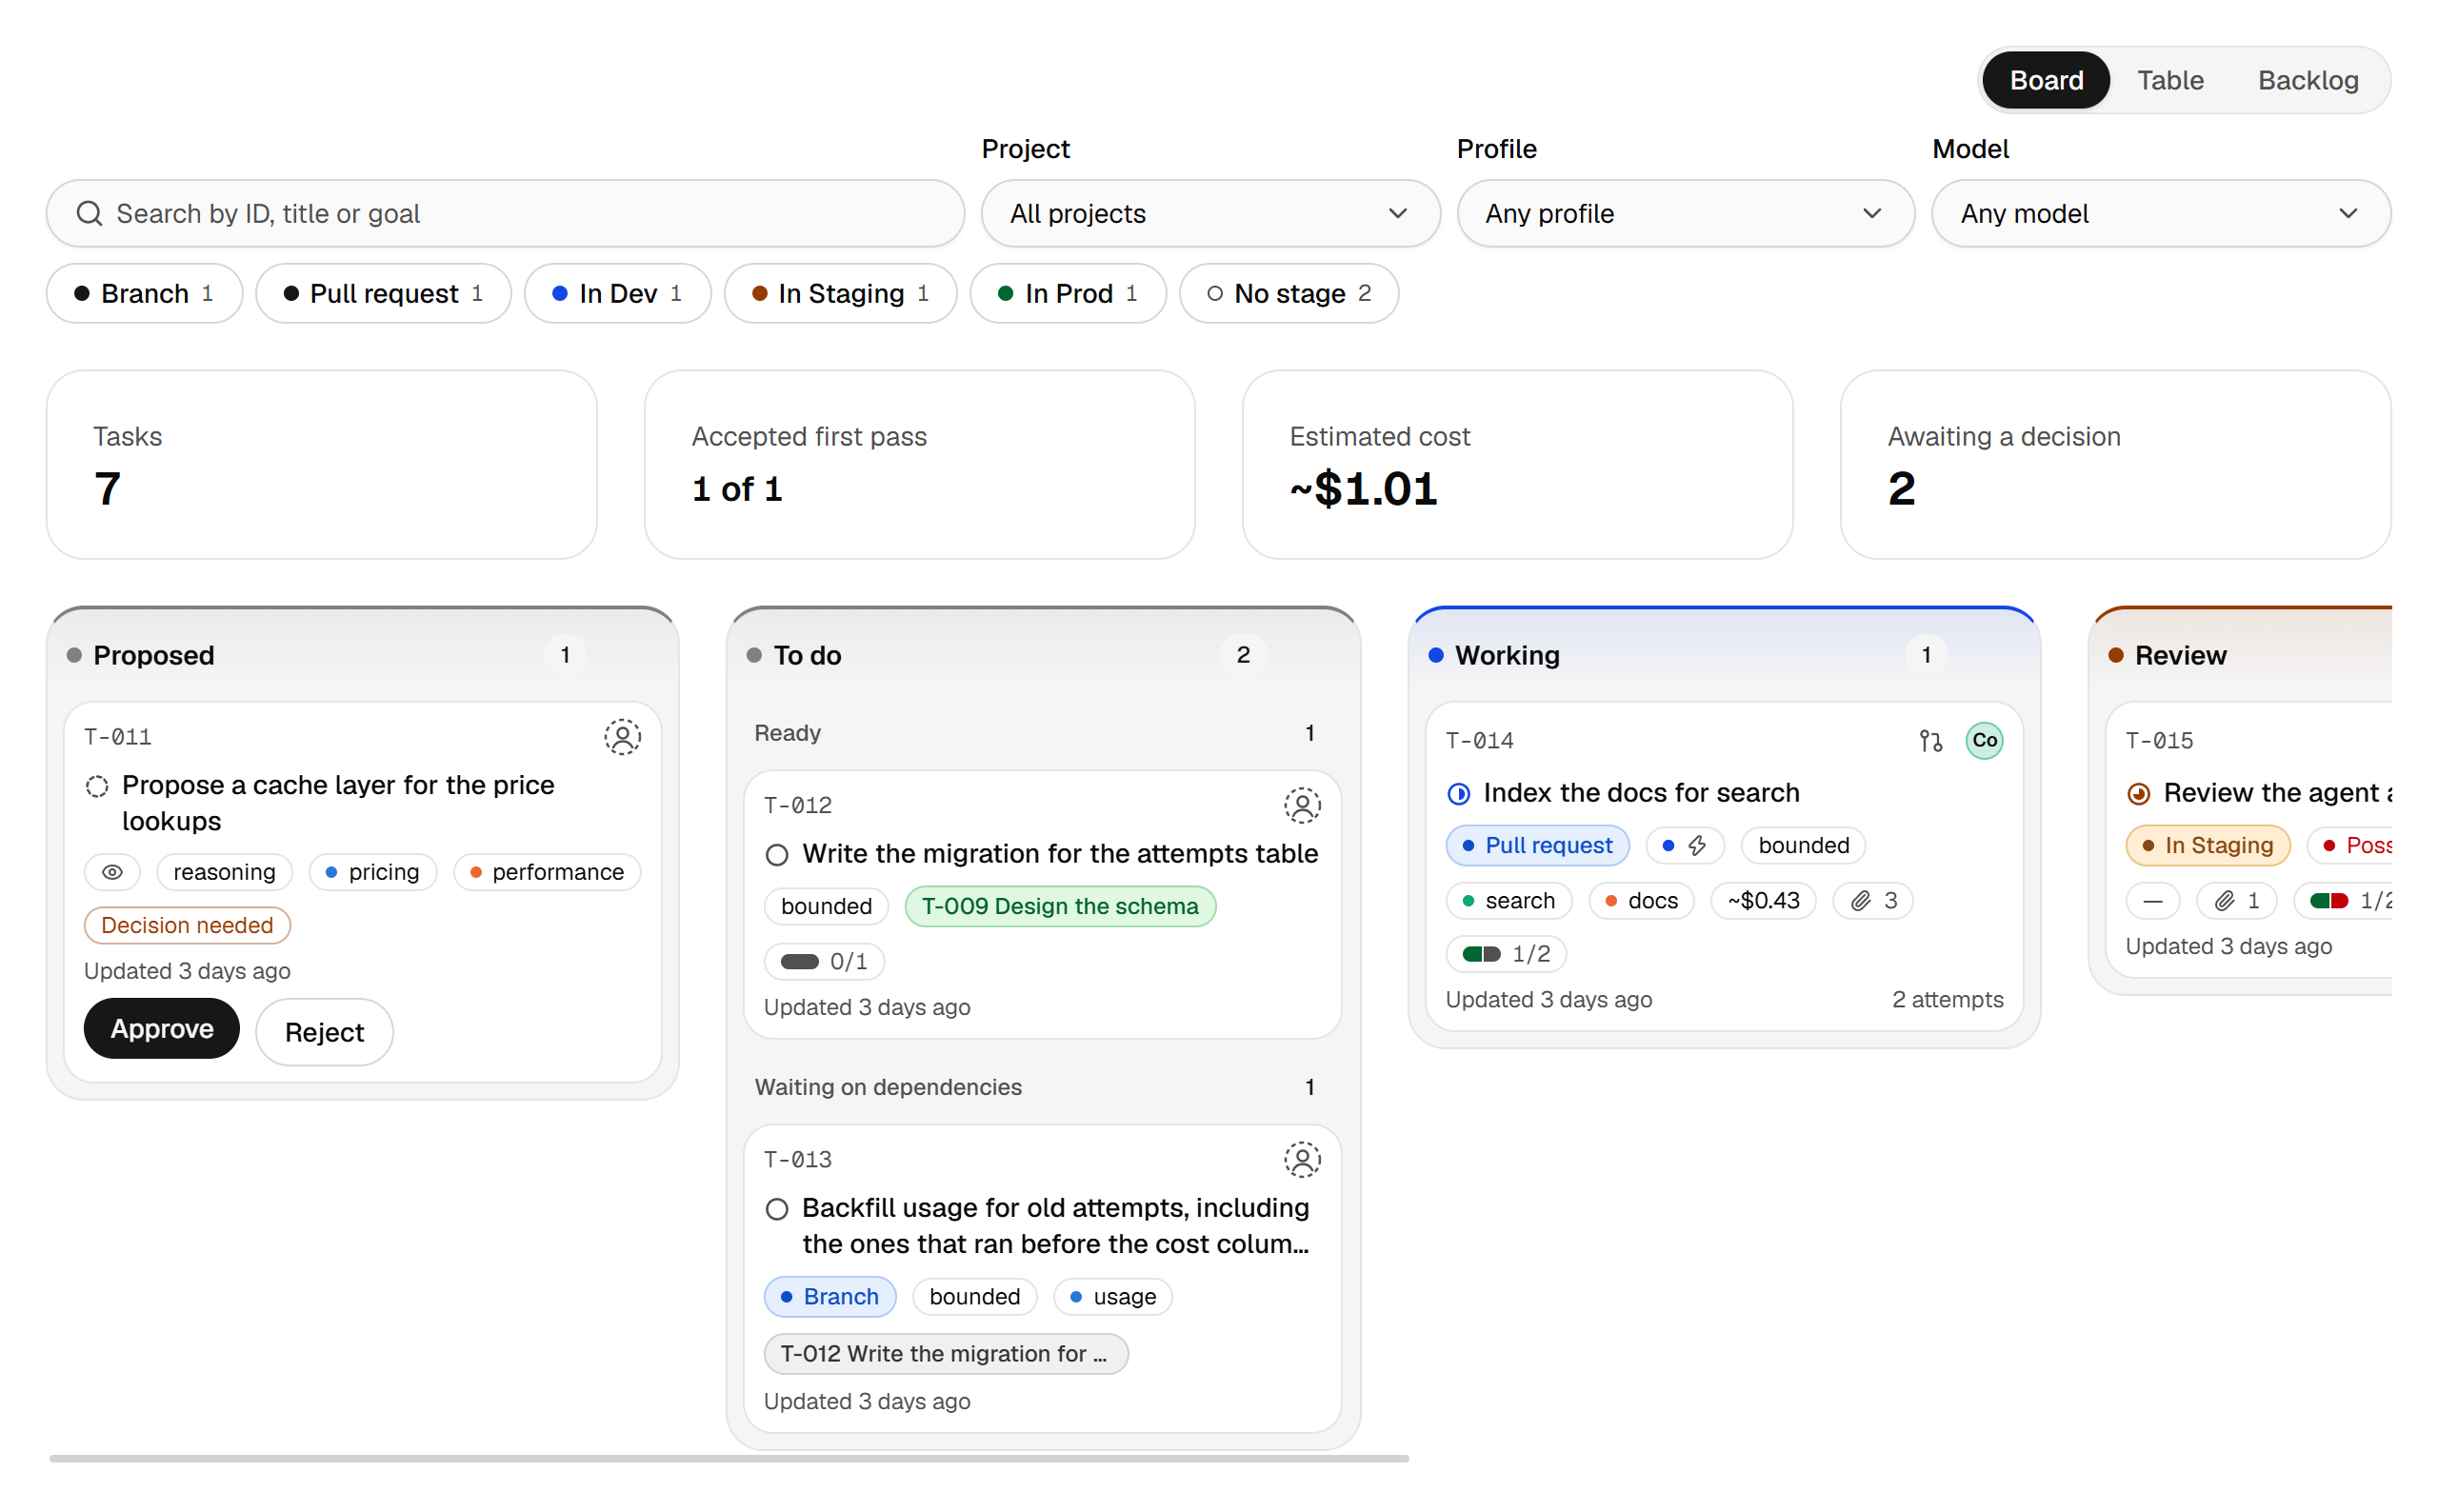 Board Table Backlog
Project Profile Model
Search by ID, title or goal All projects Any profile Any model
Branch 1 Pull request 1 In Dev 1 In Staging 1 In Prod 1 No stage 2
Tasks
7
Accepted first pass
1 of 1
Estimated cost
~$1.01
Awaiting a decision
2
Proposed 1
T-011
Propose a cache layer for the price
lookups
reasoning pricing performance
Decision needed
Updated 3 days ago
Approve Reject
To do 2
Ready 1
T-012
Write the migration for the attempts table
bounded T-009 Design the schema
0/1
Updated 3 days ago
Waiting on dependencies 1
T-013
Backfill usage for old attempts, including
the ones that ran before the cost colum...
Branch bounded usage
T-012 Write the migration for ...
Updated 3 days ago
Working 1
T-014 Co
Index the docs for search
Pull request bounded
search docs ~$0.43 3
1/2
Updated 3 days ago 2 attempts
Review
T-015
Review the agent
In Staging
— 1 1/2
Updated 3 days ago